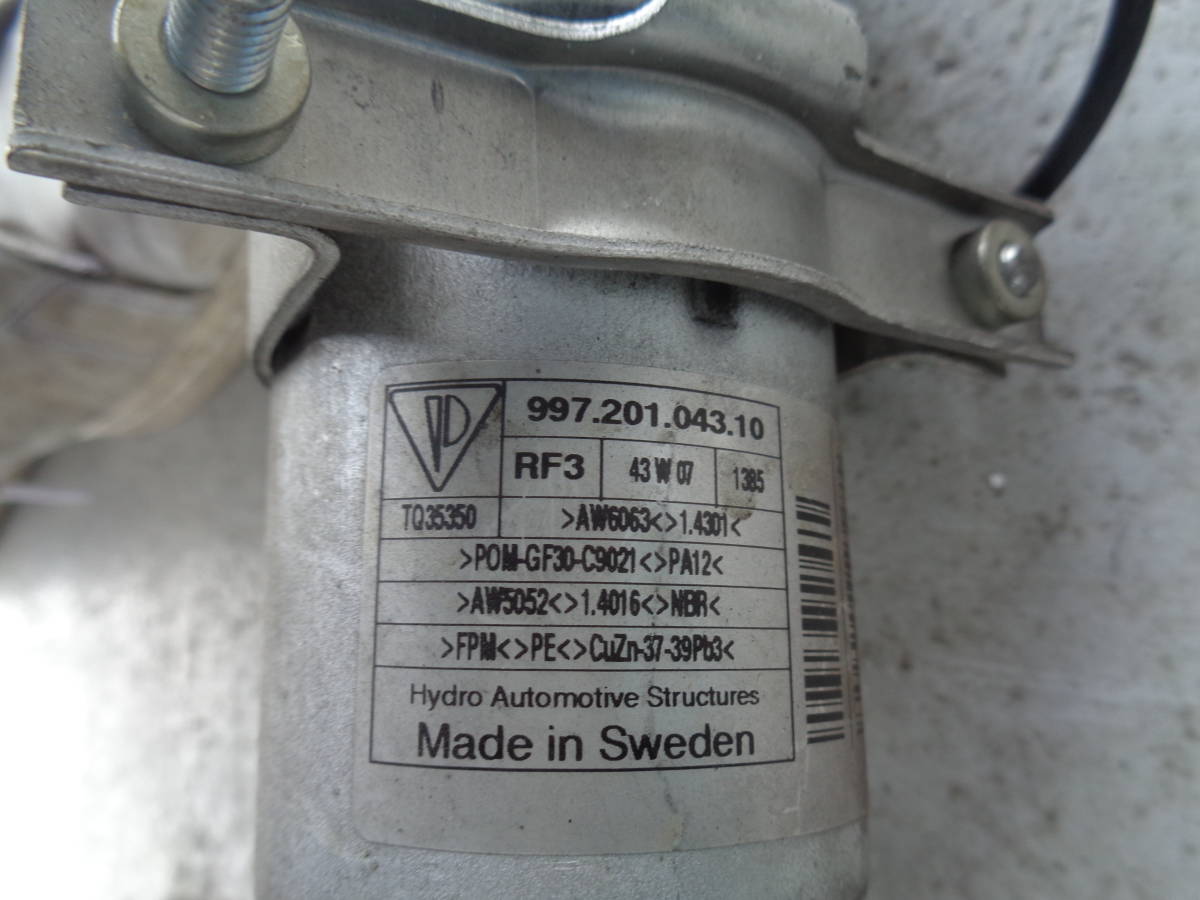 997.201.043.10
RF3 43 W 07 1385
TQ35350 >AW6063<>1.4301<
>POM-GF30-C9021<>PA12<
>AW5052<>1.4016<>NBR<
>FPM<>PE<>CuZn-37-39Pb3<
Hydro Automotive Structures
Made in Sweden